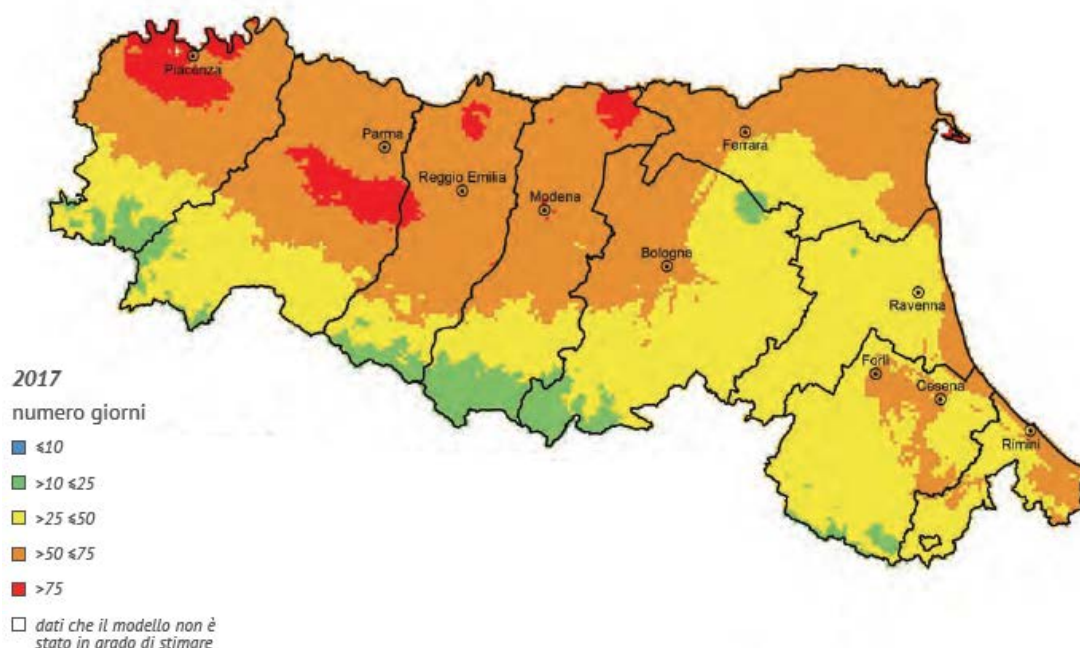 Piacenza
Parma
Reggio Emilia
Modena
Ferrara
Bologna
Ravenna
Forlì
Cesena
Rimini
2017
numero giorni
≤10
>10 ≤25
>25 ≤50
>50 ≤75
>75
dati che il modello non è
stato in grado di stimare